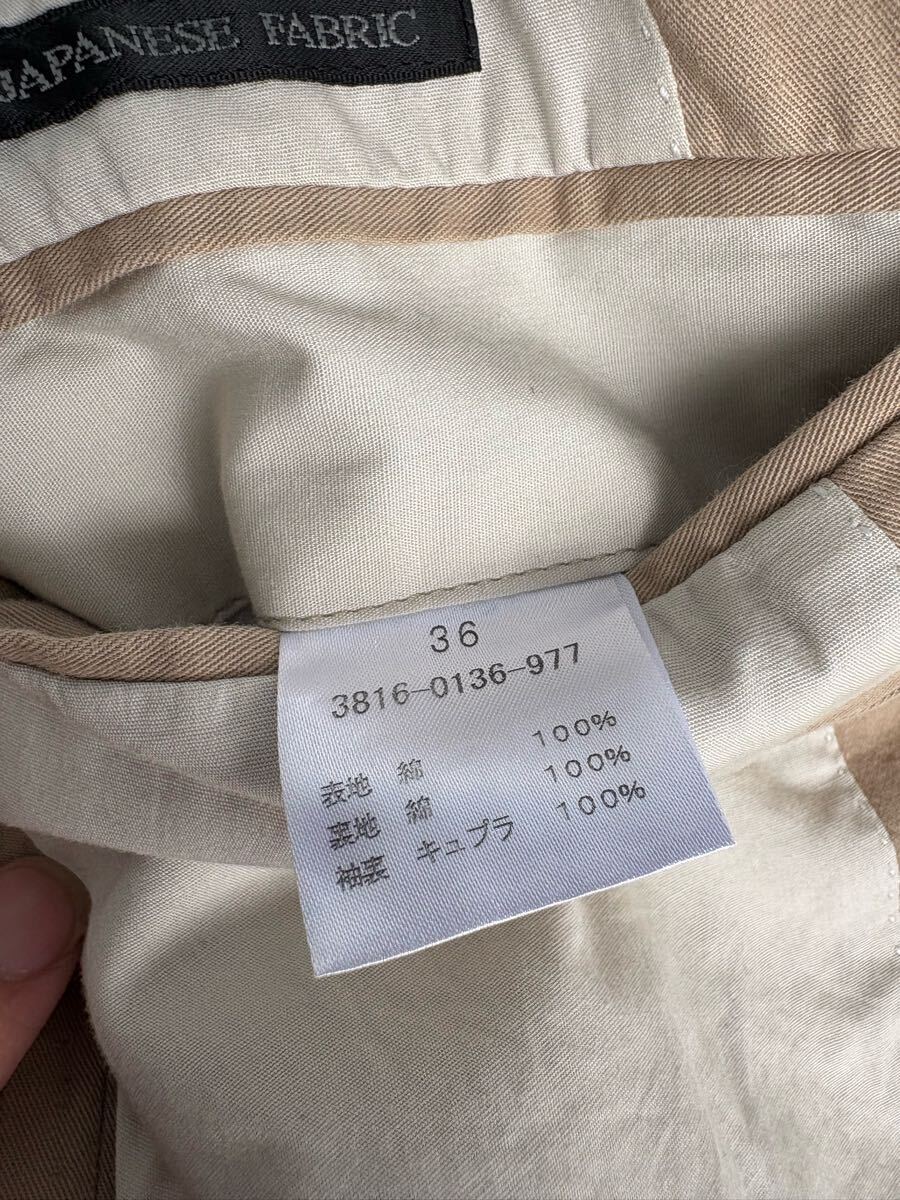 JAPANESE FABRIC
36
3816-0136-977
表地 綿 100%
裏地 綿 100%
袖裏 キュプラ 100%